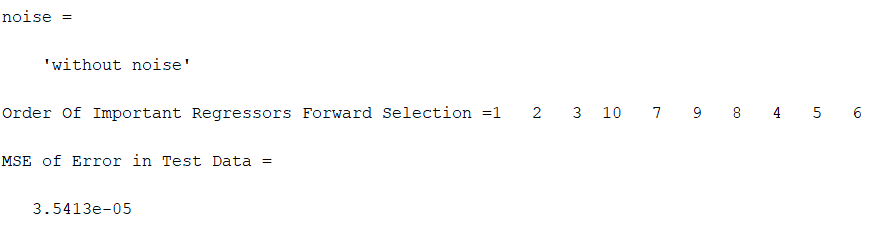 noise =
'without noise'
Order Of Important Regressors Forward Selection =1 2 3 10 7 9 8 4 5 6
MSE of Error in Test Data =
3.5413e-05